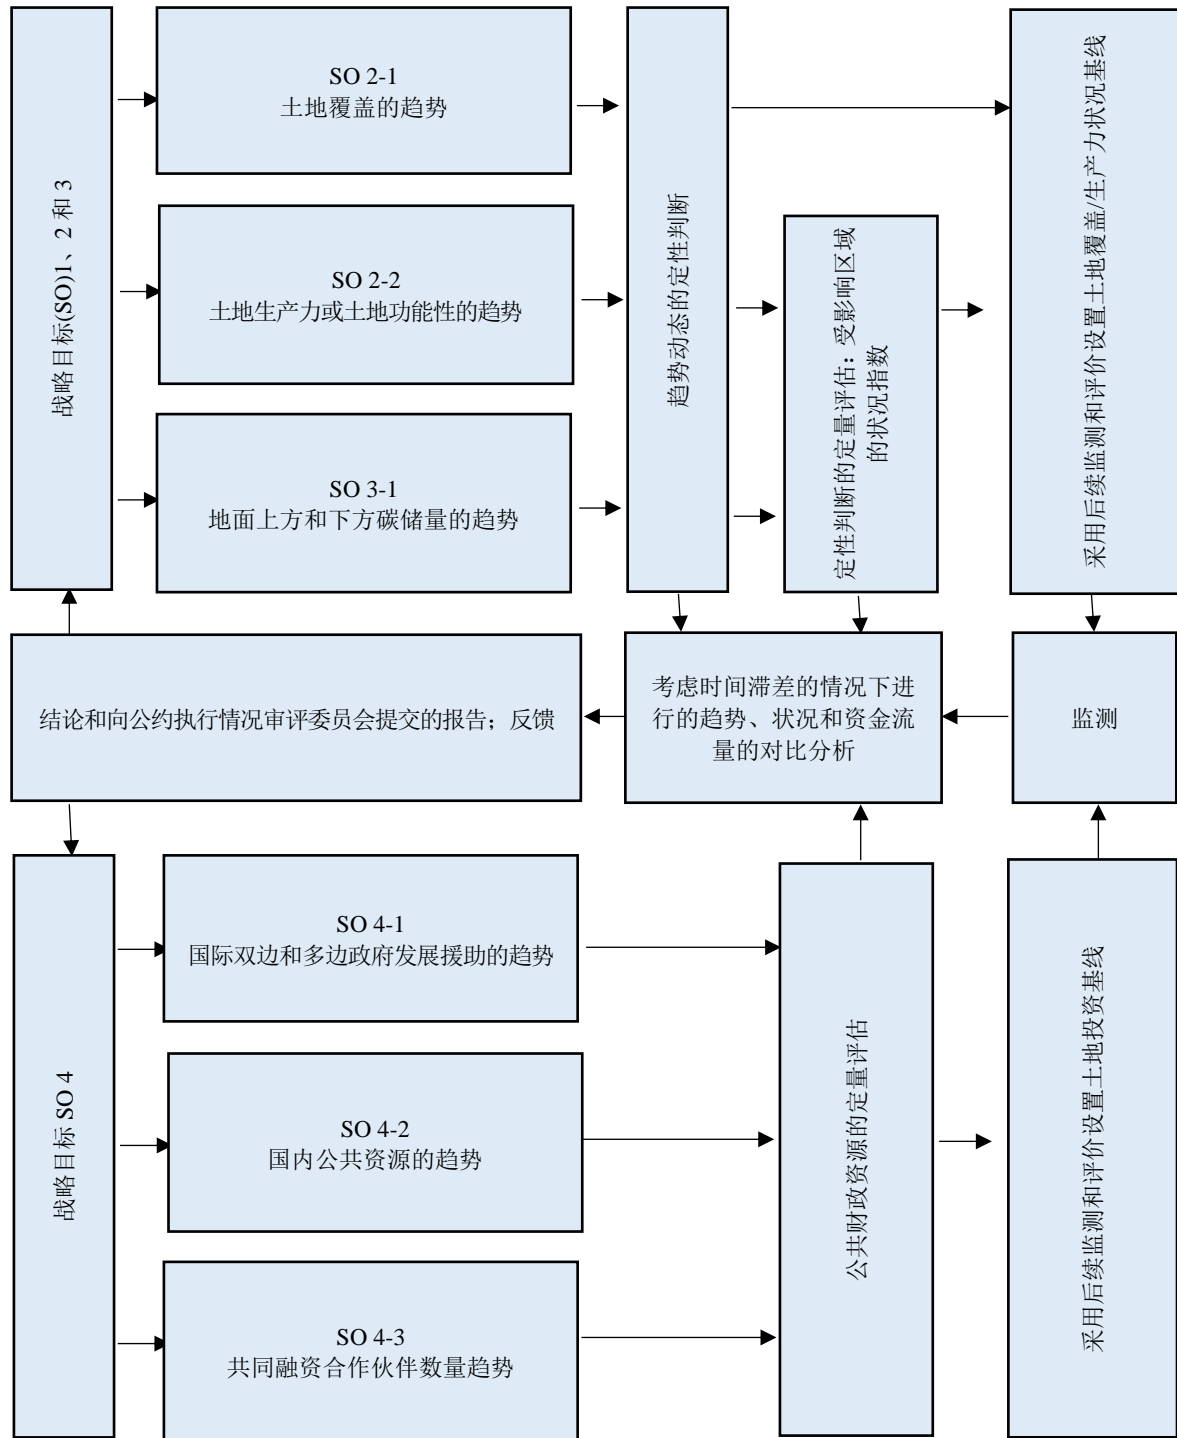 战略目标(SO)1、2 和 3
SO 2-1
土地覆盖的趋势
SO 2-2
土地生产力或土地功能性的趋势
SO 3-1
地面上方和下方碳储量的趋势
趋势动态的定性判断
定性判断的定量评估：受影响区域
的状况指数
采用后续监测和评价设置土地覆盖/生产力状况基线
结论和向公约执行情况审评委员会提交的报告；反馈
考虑时间滞差的情况下进
行的趋势、状况和资金流
量的对比分析
监测
战略目标 SO 4
SO 4-1
国际双边和多边政府发展援助的趋势
SO 4-2
国内公共资源的趋势
SO 4-3
共同融资合作伙伴数量趋势
公共财政资源的定量评估
采用后续监测和评价设置土地投资基线